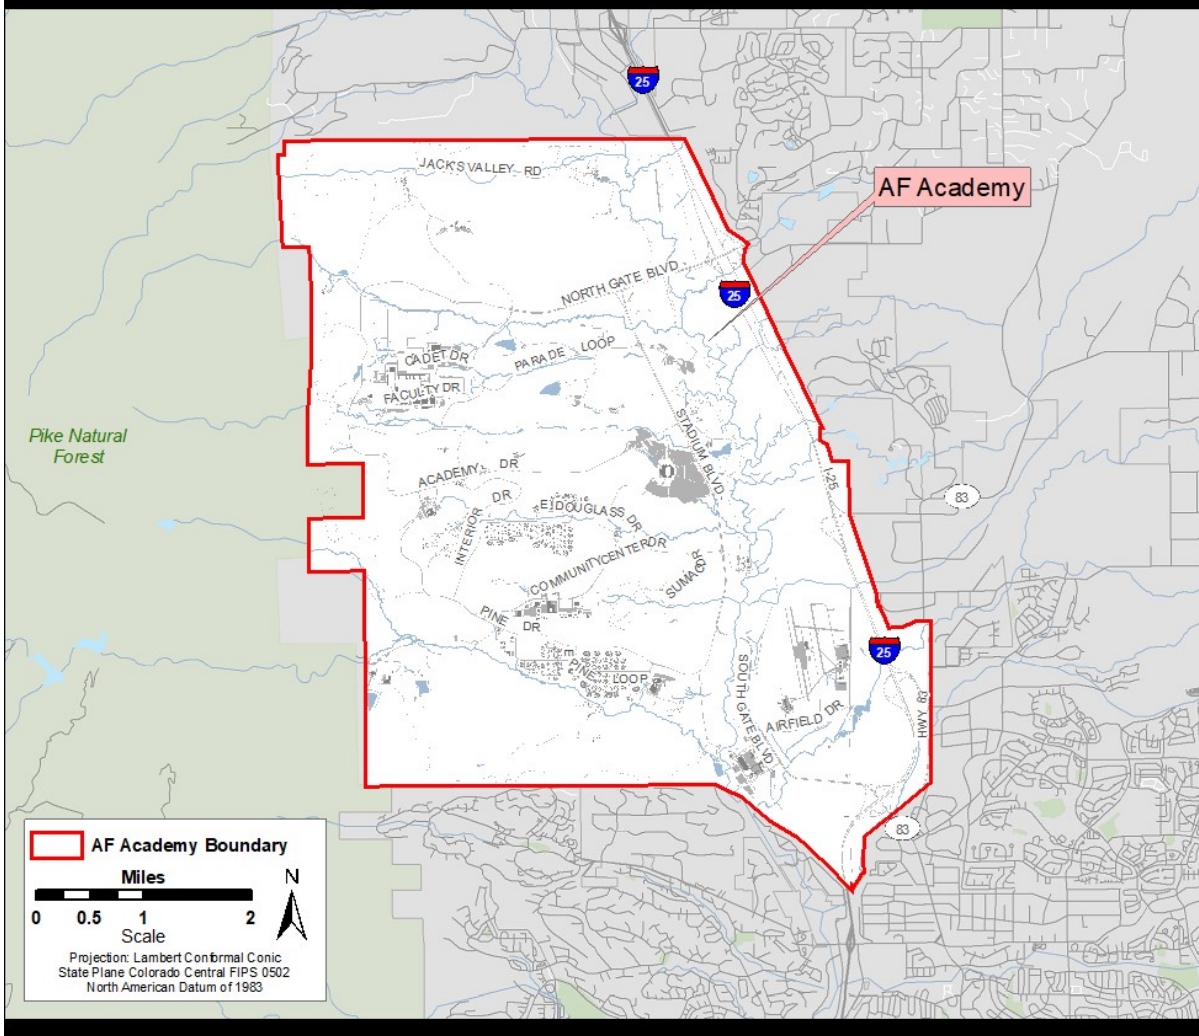 25
JACK'S VALLEY RD
AF Academy
NORTH GATE BLVD
25
PARADE LOOP
CADET DR
FACULTY DR
STADIUM BLVD
Pike Natural
Forest
ACADEMY DR
I-25
INTERIOR DR
83
E DOUGLASS DR
COMMUNITY CENTER DR
SUMAC DR
PINE DR
25
E PINE LOOP
SOUTH GATE BLVD
AIRFIELD DR
HWY 83
83
AF Academy Boundary
Miles
N
0 0.5 1 2
Scale
Projection: Lambert Conformal Conic
State Plane Colorado Central FIPS 0502
North American Datum of 1983